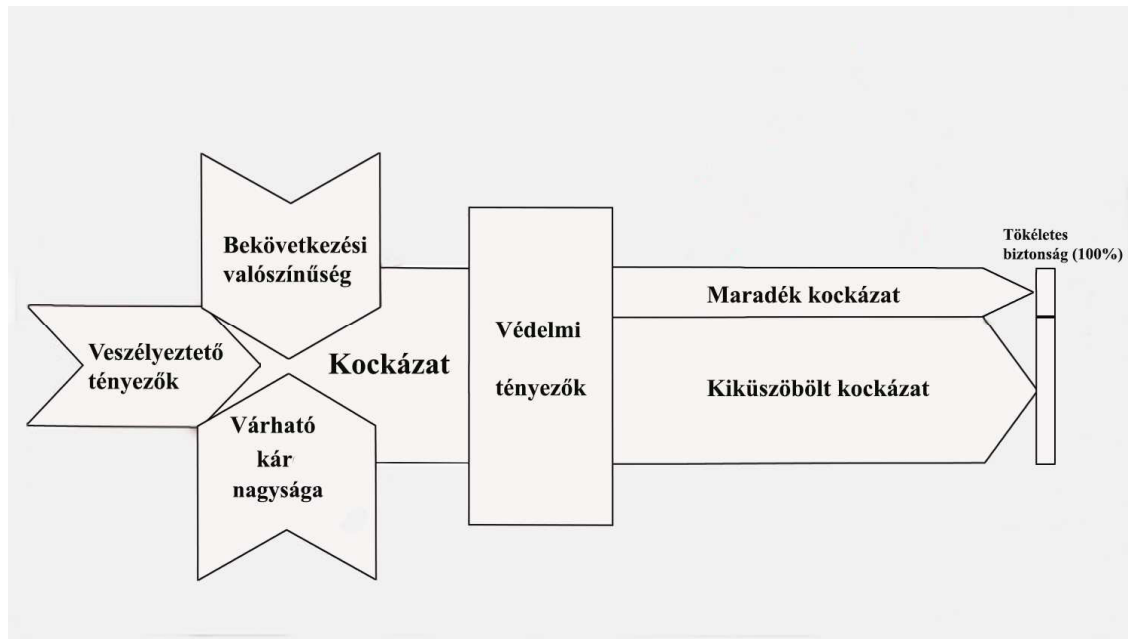 Bekövetkezési
valószínűség
Veszélyeztető
tényezők
Várható
kár
nagysága
Kockázat
Védelmi
tényezők
Maradék kockázat
Kiküszöbölt kockázat
Tökéletes
biztonság (100%)